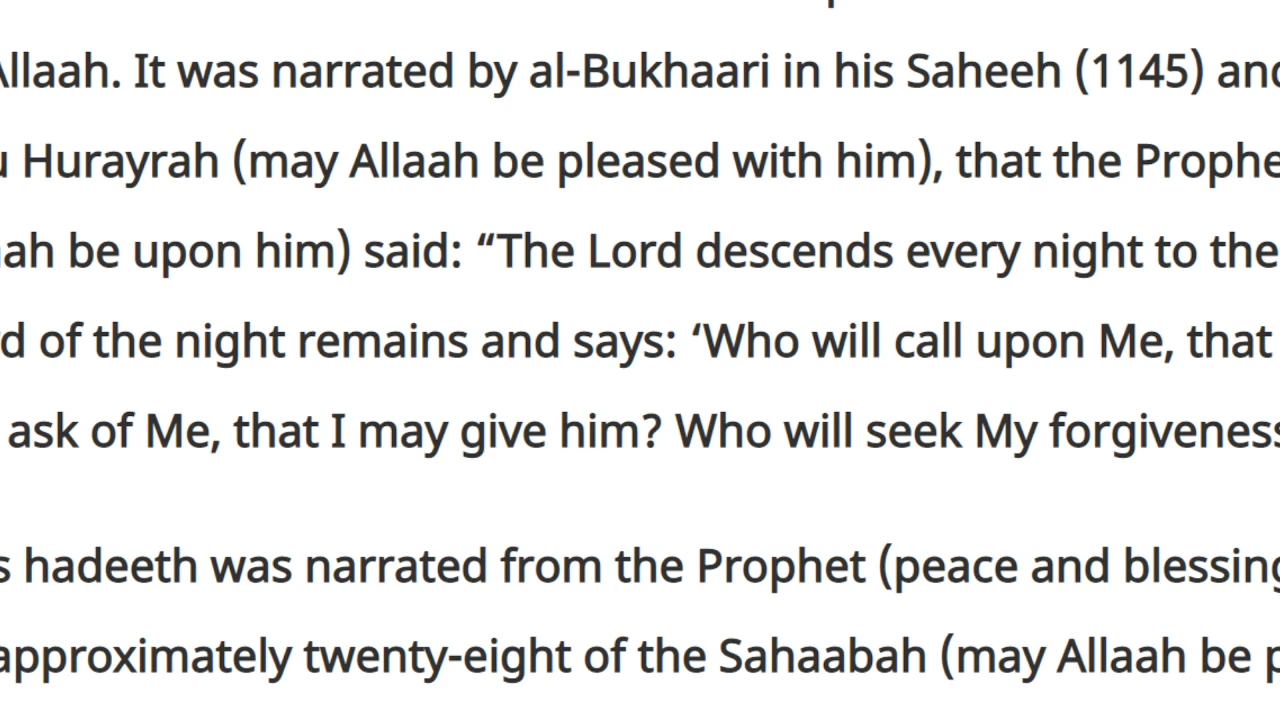 Allaah. It was narrated by al-Bukhaari in his Saheeh (1145) and
u Hurayrah (may Allaah be pleased with him), that the Prophe
aah be upon him) said: “The Lord descends every night to the
rd of the night remains and says: ‘Who will call upon Me, that
ask of Me, that I may give him? Who will seek My forgiveness
s hadeeth was narrated from the Prophet (peace and blessing
approximately twenty-eight of the Sahaabah (may Allaah be p